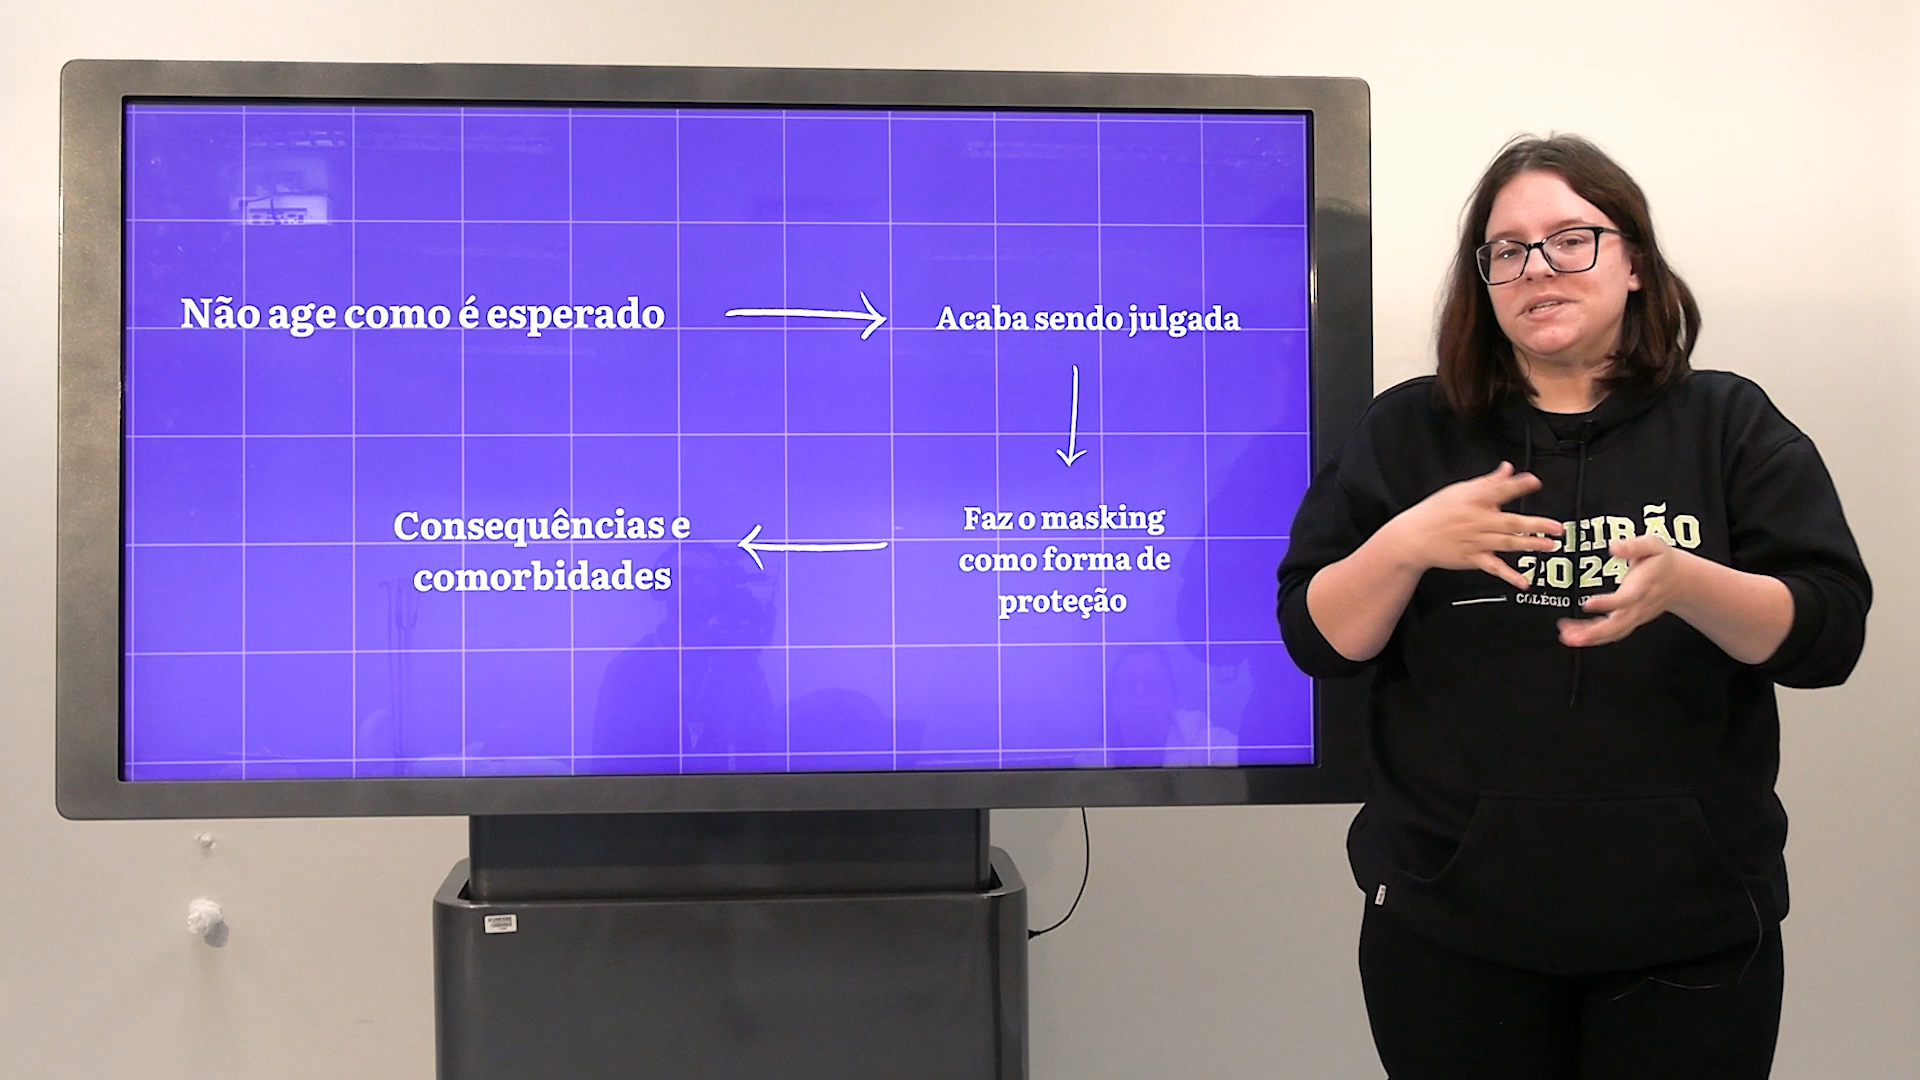 Não age como é esperado
Acaba sendo julgada
Faz o masking
como forma de
proteção
Consequências e
comorbidades
2024
COLÉGIO